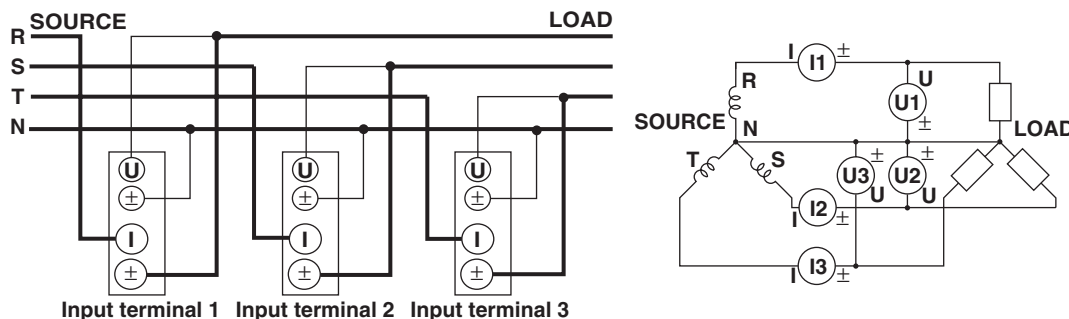 SOURCE LOAD
R
S
T
N
U U U
± ± ±
I I I
± ± ±
Input terminal 1 Input terminal 2 Input terminal 3
I I1 ±
R U
U1
SOURCE N ± LOAD
T S ± ±
U3 U2
U U
I I2 ±
I I3 ±